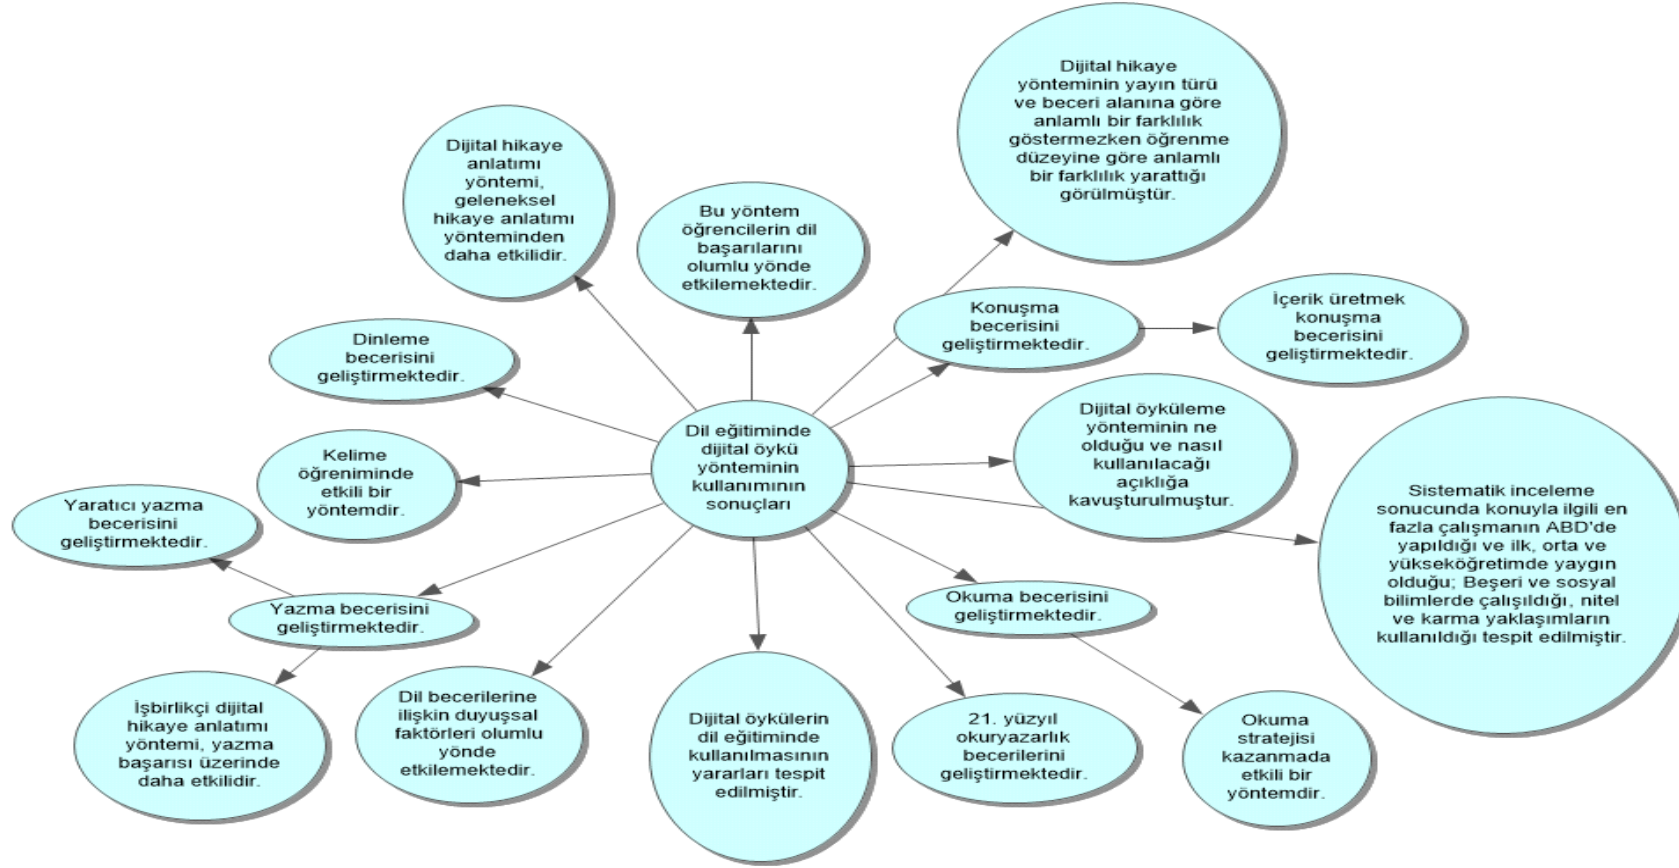 Dijital hikaye
yönteminin yayın türü
ve beceri alanına göre
anlamlı bir farklılık
göstermezken öğrenme
düzeyine göre anlamlı
bir farklılık yarattığı
görülmüştür.
Dijital hikaye
anlatımı
yöntemi,
geleneksel
hikaye anlatımı
yönteminden
daha etkilidir.
Bu yöntem
öğrencilerin dil
başarılarını
olumlu yönde
etkilemektedir.
Konuşma
becerisini
geliştirmektedir.
İçerik üretmek
konuşma
becerisini
geliştirmektedir.
Dinleme
becerisini
geliştirmektedir.
Dil eğitiminde
dijital öykü
yönteminin
kullanımının
sonuçları
Dijital öyküleme
yönteminin ne
olduğu ve nasıl
kullanılacağı
açıklığa
kavuşturulmuştur.
Kelime
öğreniminde
etkili bir
yöntemdir.
Sistematik inceleme
sonucunda konuyla ilgili en
fazla çalışmanın ABD'de
yapıldığı ve ilk, orta ve
yükseköğretimde yaygın
olduğu; Beşeri ve sosyal
bilimlerde çalışıldığı, nitel
ve karma yaklaşımların
kullanıldığı tespit edilmiştir.
Yaratıcı yazma
becerisini
geliştirmektedir.
Yazma becerisini
geliştirmektedir.
Okuma becerisini
geliştirmektedir.
İşbirlikçi dijital
hikaye anlatımı
yöntemi, yazma
başarısı üzerinde
daha etkilidir.
Dil becerilerine
ilişkin duyuşsal
faktörleri olumlu
yönde
etkilemektedir.
Dijital öykülerin
dil eğitiminde
kullanılmasının
yararları tespit
edilmiştir.
21. yüzyıl
okuryazarlık
becerilerini
geliştirmektedir.
Okuma
stratejisi
kazanmada
etkili bir
yöntemdir.